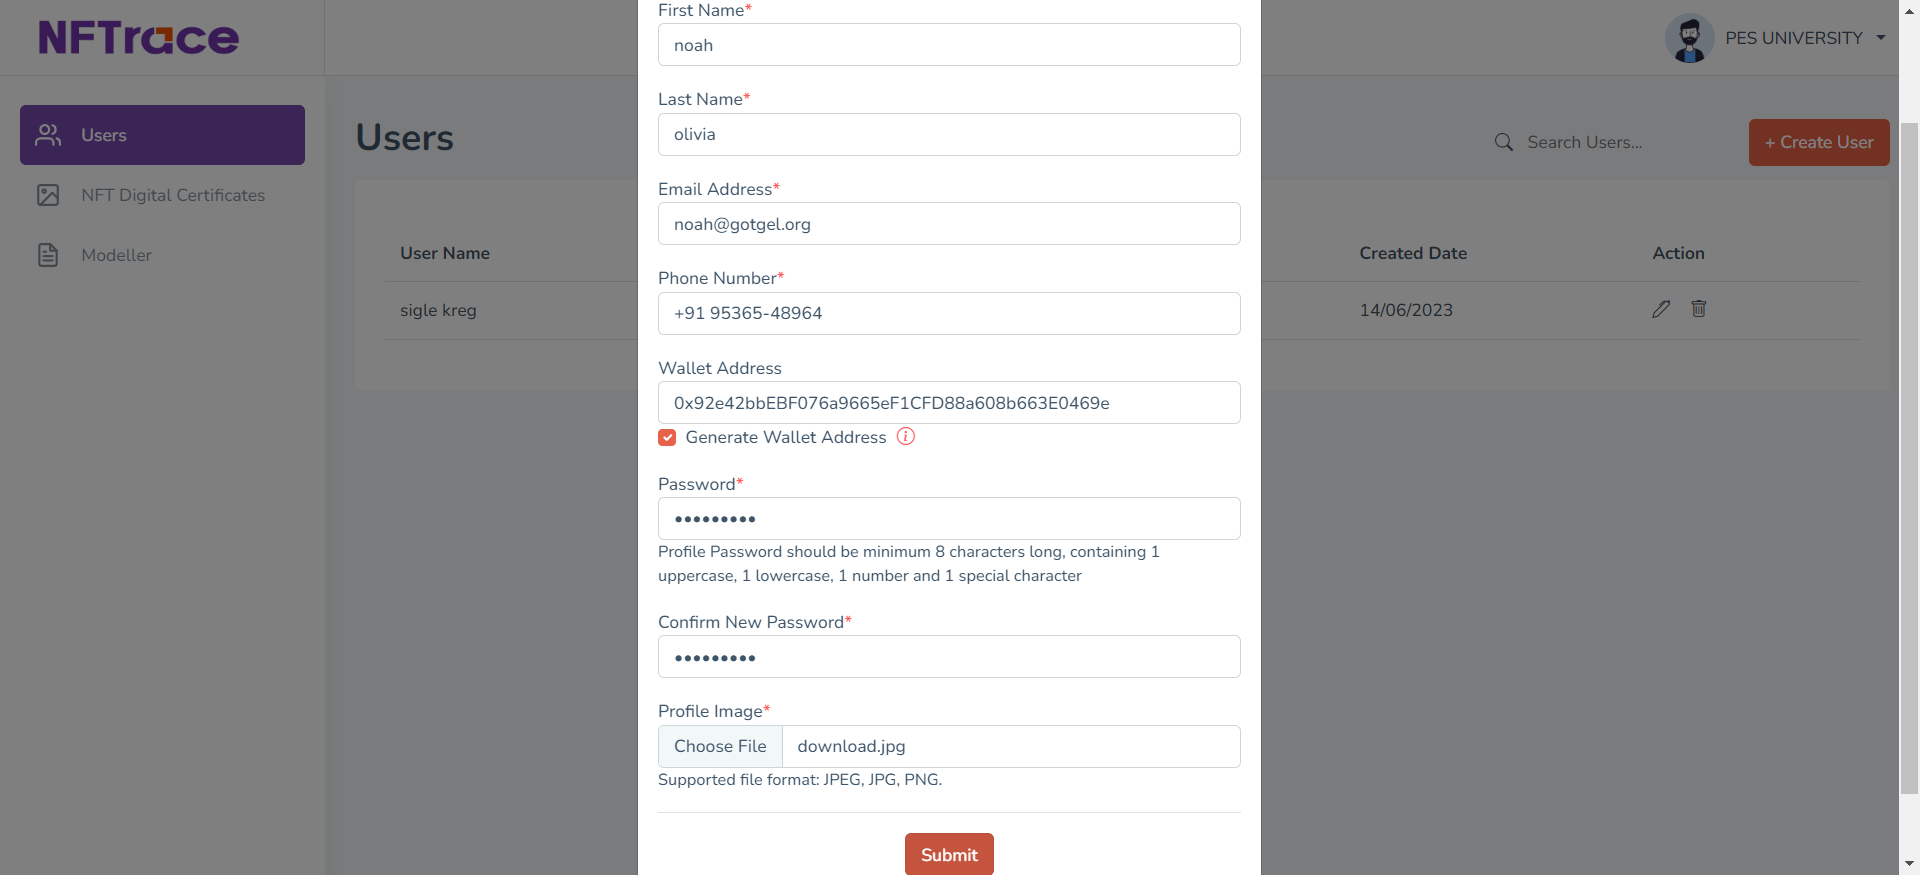 NFTrace
PES UNIVERSITY
Users
NFT Digital Certificates
Modeller
Users
Search Users...
+ Create User
User Name
Created Date
Action
sigle kreg
14/06/2023
First Name*
noah
Last Name*
olivia
Email Address*
noah@gotgel.org
Phone Number*
+91 95365-48964
Wallet Address
0x92e42bbEBF076a9665eF1CFD88a608b663E0469e
Generate Wallet Address
Password*
•••••••••
Profile Password should be minimum 8 characters long, containing 1
uppercase, 1 lowercase, 1 number and 1 special character
Confirm New Password*
•••••••••
Profile Image*
Choose File
download.jpg
Supported file format: JPEG, JPG, PNG.
Submit